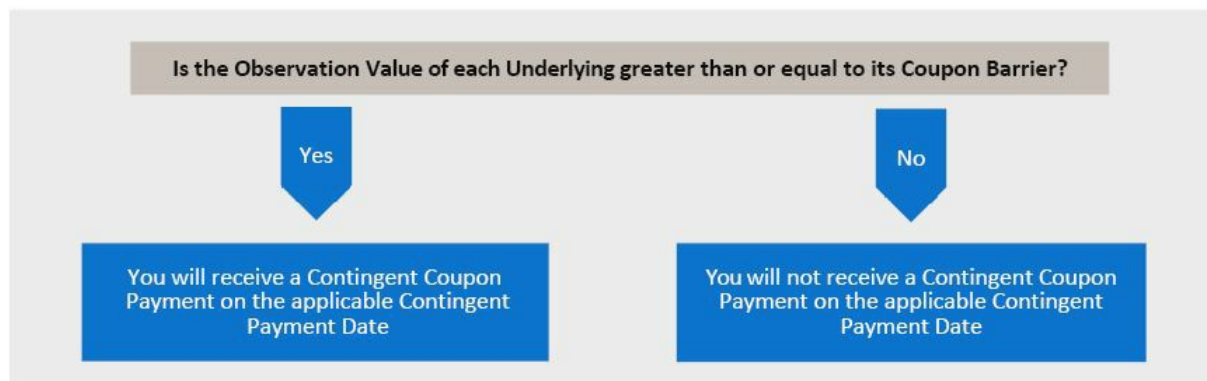 Is the Observation Value of each Underlying greater than or equal to its Coupon Barrier?
Yes
No
You will receive a Contingent Coupon
Payment on the applicable Contingent
Payment Date
You will not receive a Contingent Coupon
Payment on the applicable Contingent
Payment Date